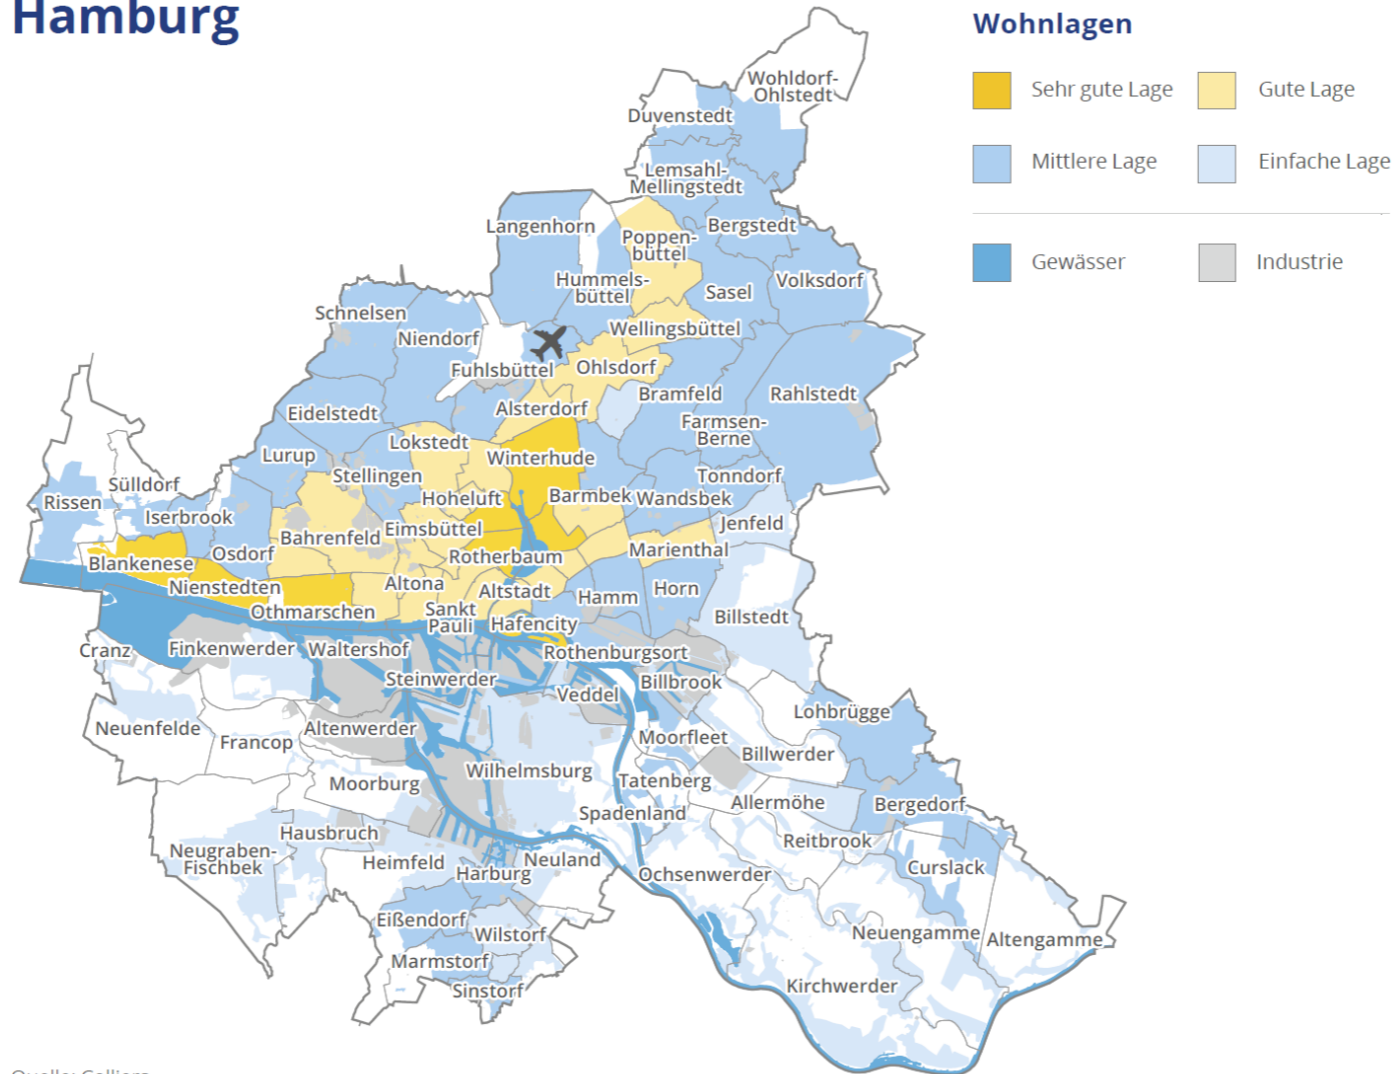 Hamburg
Wohnlagen
Sehr gute Lage
Gute Lage
Mittlere Lage
Einfache Lage
Gewässer
Industrie
Wohldorf-
Ohlstedt
Duvenstedt
Lemsahl-
Mellingstedt
Langenhorn
Bergstedt
Poppen-
büttel
Hummels-
büttel
Sasel
Volksdorf
Schnelsen
Niendorf
Wellingsbüttel
Fuhlsbüttel
Ohlsdorf
Bramfeld
Rahlstedt
Eidelstedt
Alsterdorf
Farmsen-
Berne
Lokstedt
Lurup
Winterhude
Stellingen
Tonndorf
Sülldorf
Rissen
Hoheluft
Barmbek
Wandsbek
Iserbrook
Eimsbüttel
Jenfeld
Bahrenfeld
Osdorf
Rotherbaum
Marienthal
Blankenese
Nienstedten
Altona
Altstadt
Horn
Hamm
Othmarschen
Sankt
Pauli
Hafencity
Billstedt
Cranz
Finkenwerder
Waltershof
Rothenburgsort
Steinwerder
Veddel
Billbrook
Lohbrügge
Neuenfelde
Francop
Altenwerder
Moorfleet
Billwerder
Moorburg
Wilhelmsburg
Tatenberg
Allermöhe
Bergedorf
Spadenland
Hausbruch
Reitbrook
Neugraben-
Fischbek
Heimfeld
Harburg
Neuland
Ochsenwerder
Curslack
Eißendorf
Wilstorf
Neuengamme
Altengamme
Marmstorf
Sinstorf
Kirchwerder